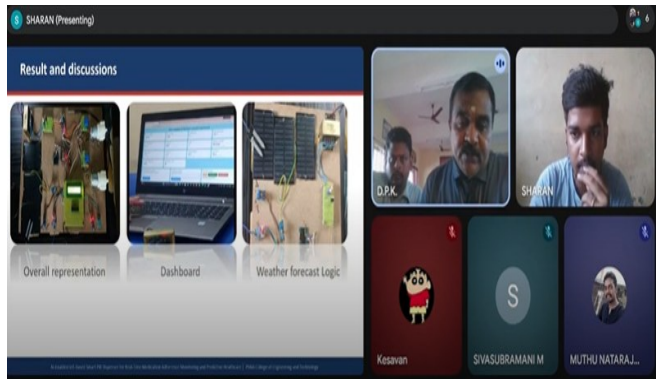 S SHARAN (Presenting)
6
Result and discussions
Overall representation
Dashboard
Weather forecast Logic
D.P.K.
SHARAN
Kesavan
S
SIVASUBRAMANI M
MUTHU NATARAJ...